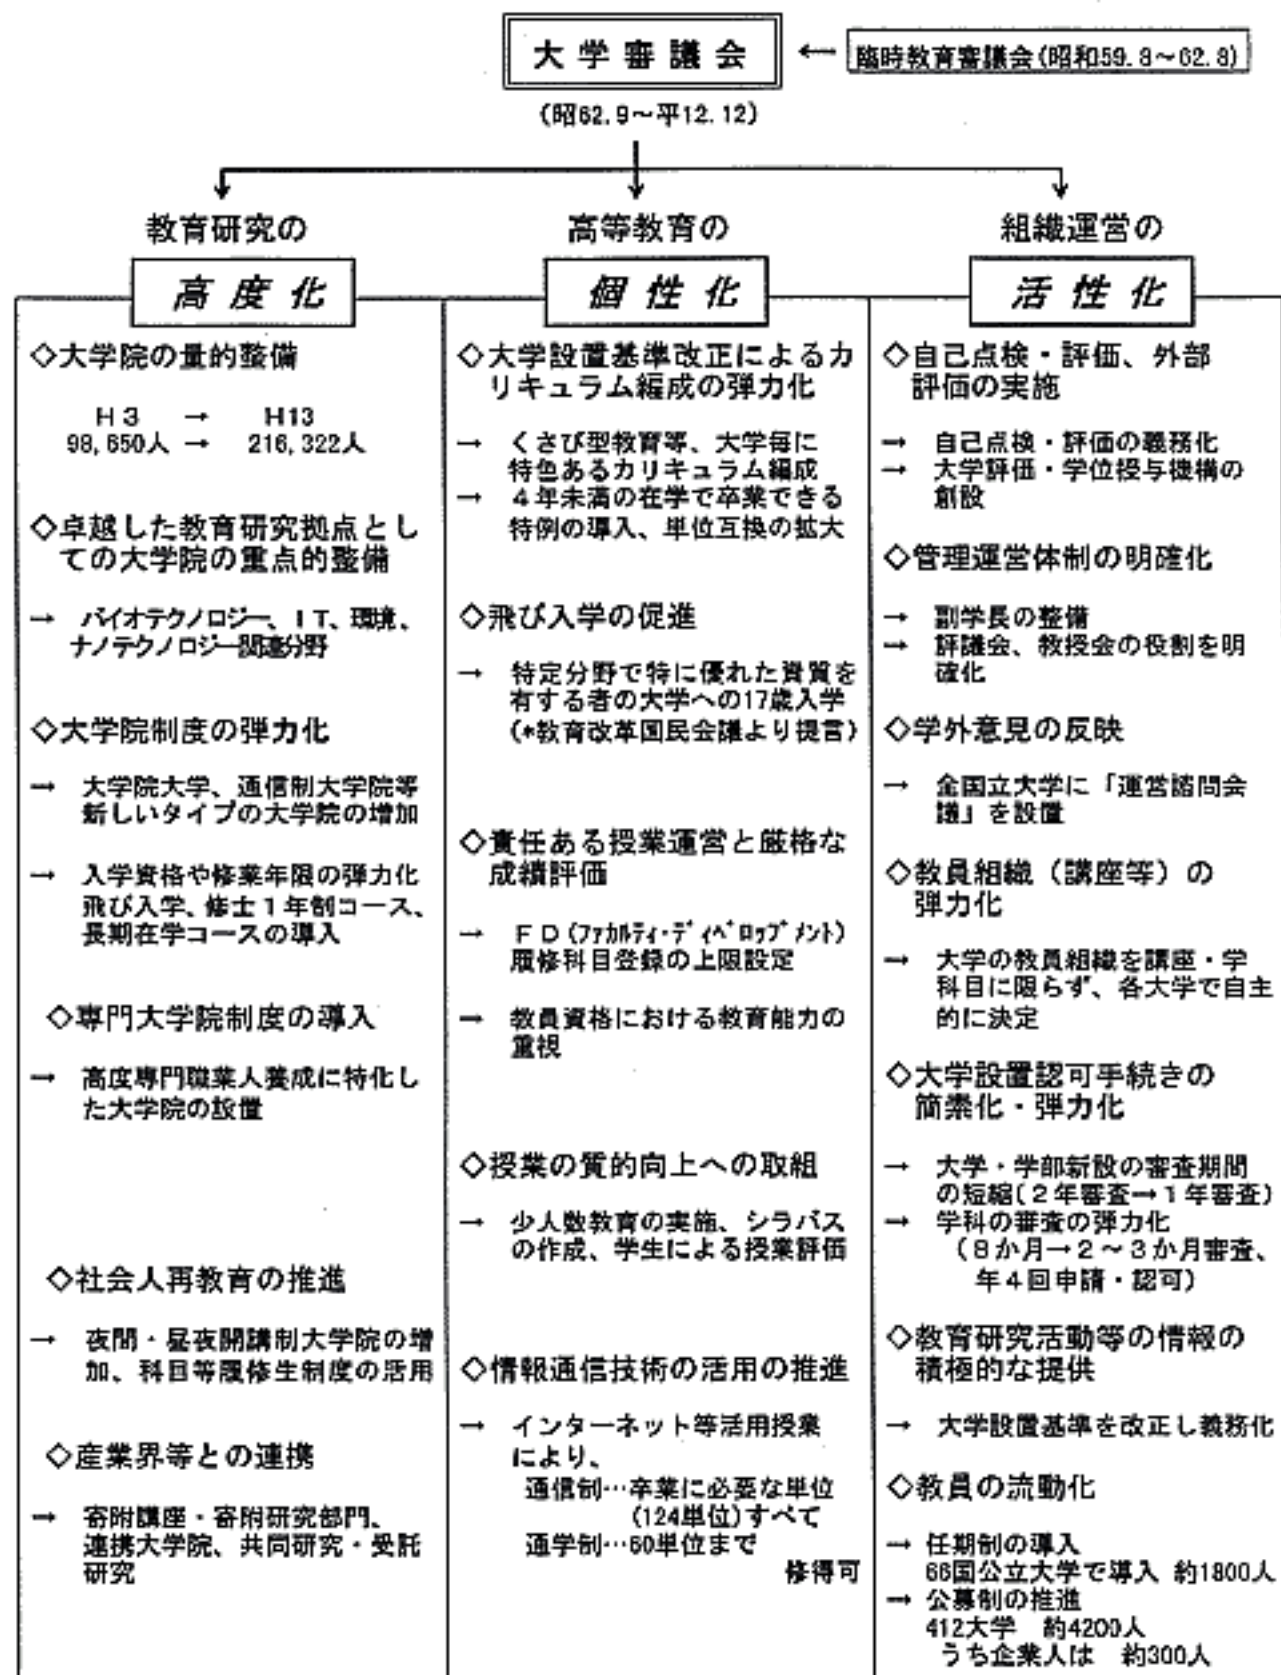 大学審議会
← 臨時教育審議会(昭和59.8～62.8)
(昭62.9～平12.12)
教育研究の
高度化
◇大学院の量的整備
H3 → H13
98,650人 → 216,322人
◇卓越した教育研究拠点とし
ての大学院の重点的整備
→ バイオテクノロジー、IT、環境、
ナノテクノロジー関連分野
◇大学院制度の弾力化
→ 大学院大学、通信制大学院等
新しいタイプの大学院の増加
→ 入学資格や修業年限の弾力化
飛び入学、修士1年制コース、
長期在学コースの導入
◇専門大学院制度の導入
→ 高度専門職業人養成に特化し
た大学院の設置
◇社会人再教育の推進
→ 夜間・昼夜開講制大学院の増
加、科目等履修生制度の活用
◇産業界等との連携
→ 寄附講座・寄附研究部門、
連携大学院、共同研究・受託
研究
高等教育の
個性化
◇大学設置基準改正によるカ
リキュラム編成の弾力化
→ くさび型教育等、大学毎に
特色あるカリキュラム編成
→ 4年未満の在学で卒業できる
特例の導入、単位互換の拡大
◇飛び入学の促進
→ 特定分野で特に優れた資質を
有する者の大学への17歳入学
(*教育改革国民会議より提言)
◇責任ある授業運営と厳格な
成績評価
→ FD(ファカルティ・ディベロップメント)
履修科目登録の上限設定
→ 教員資格における教育能力の
重視
◇授業の質的向上への取組
→ 少人数教育の実施、シラバス
の作成、学生による授業評価
◇情報通信技術の活用の推進
→ インターネット等活用授業
により、
通信制…卒業に必要な単位
(124単位)すべて
通学制…60単位まで
修得可
組織運営の
活性化
◇自己点検・評価、外部
評価の実施
→ 自己点検・評価の義務化
→ 大学評価・学位授与機構の
創設
◇管理運営体制の明確化
→ 副学長の整備
→ 評議会、教授会の役割を明
確化
◇学外意見の反映
→ 全国立大学に「運営諮問会
議」を設置
◇教員組織（講座等）の
弾力化
→ 大学の教員組織を講座・学
科目に限らず、各大学で自主
的に決定
◇大学設置認可手続きの
簡素化・弾力化
→ 大学・学部新設の審査期間
の短縮(2年審査→1年審査)
→ 学科の審査の弾力化
（8か月→2～3か月審査、
年4回申請・認可）
◇教育研究活動等の情報の
積極的な提供
→ 大学設置基準を改正し義務化
◇教員の流動化
→ 任期制の導入
66国公立大学で導入 約1800人
→ 公募制の推進
412大学 約4200人
うち企業人は 約300人